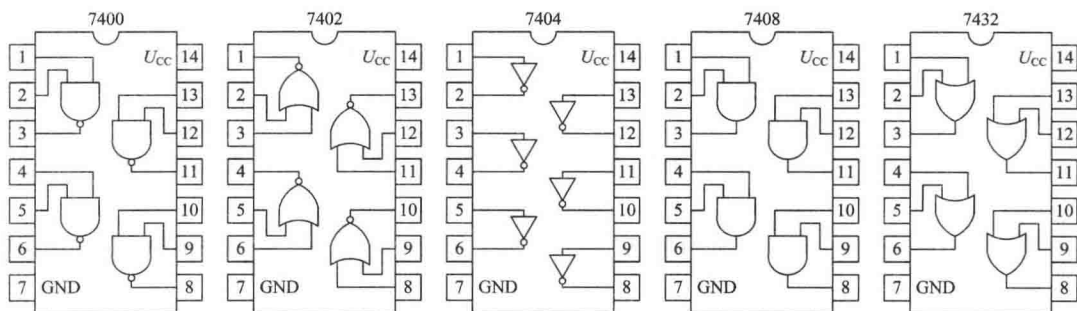 7400 7402 7404 7408 7432
1 U_CC 14 1 U_CC 14 1 U_CC 14 1 U_CC 14 1 U_CC 14
2 13 2 13 2 13 2 13 2 13
3 12 3 12 3 12 3 12 3 12
4 11 4 11 4 11 4 11 4 11
5 10 5 10 5 10 5 10 5 10
6 9 6 9 6 9 6 9 6 9
7 GND 8 7 GND 8 7 GND 8 7 GND 8 7 GND 8